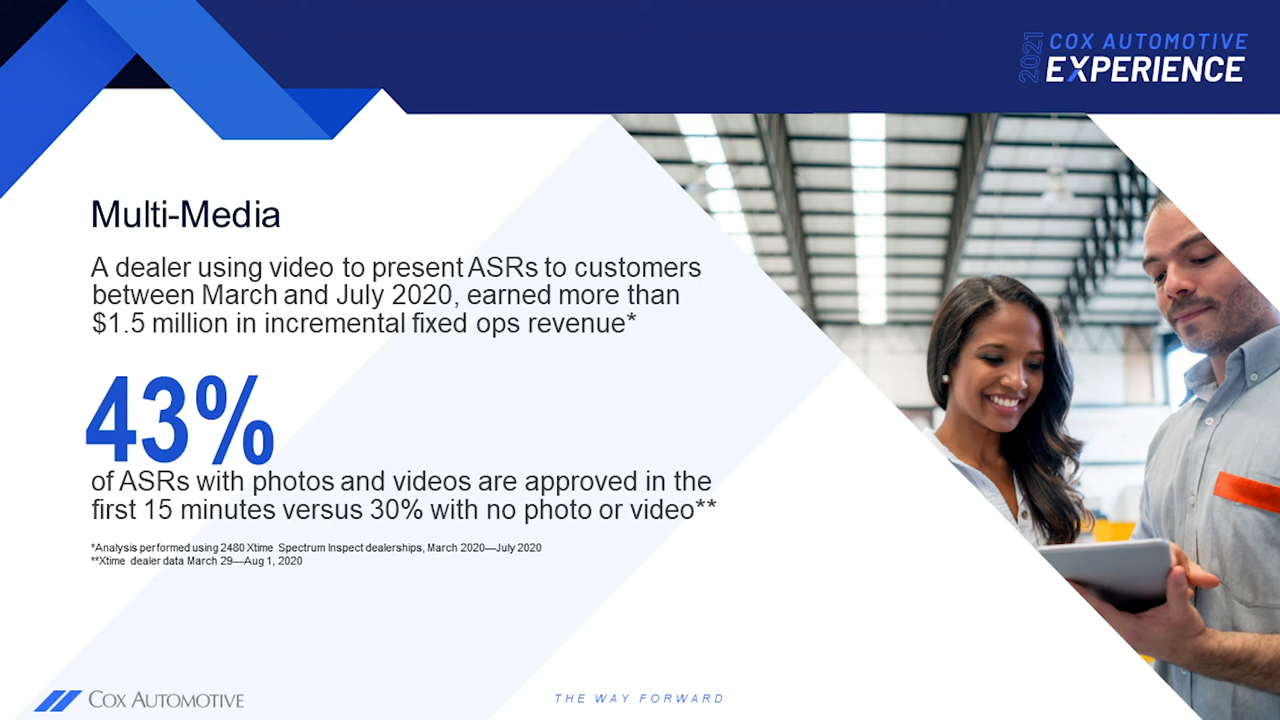 2021
COX AUTOMOTIVE
EXPERIENCE
Multi-Media
A dealer using video to present ASRs to customers
between March and July 2020, earned more than
$1.5 million in incremental fixed ops revenue*
43%
of ASRs with photos and videos are approved in the
first 15 minutes versus 30% with no photo or video**
*Analysis performed using 2480 Xtime Spectrum Inspect dealerships, March 2020—July 2020
**Xtime dealer data March 29—Aug 1, 2020
COX AUTOMOTIVE
THE WAY FORWARD